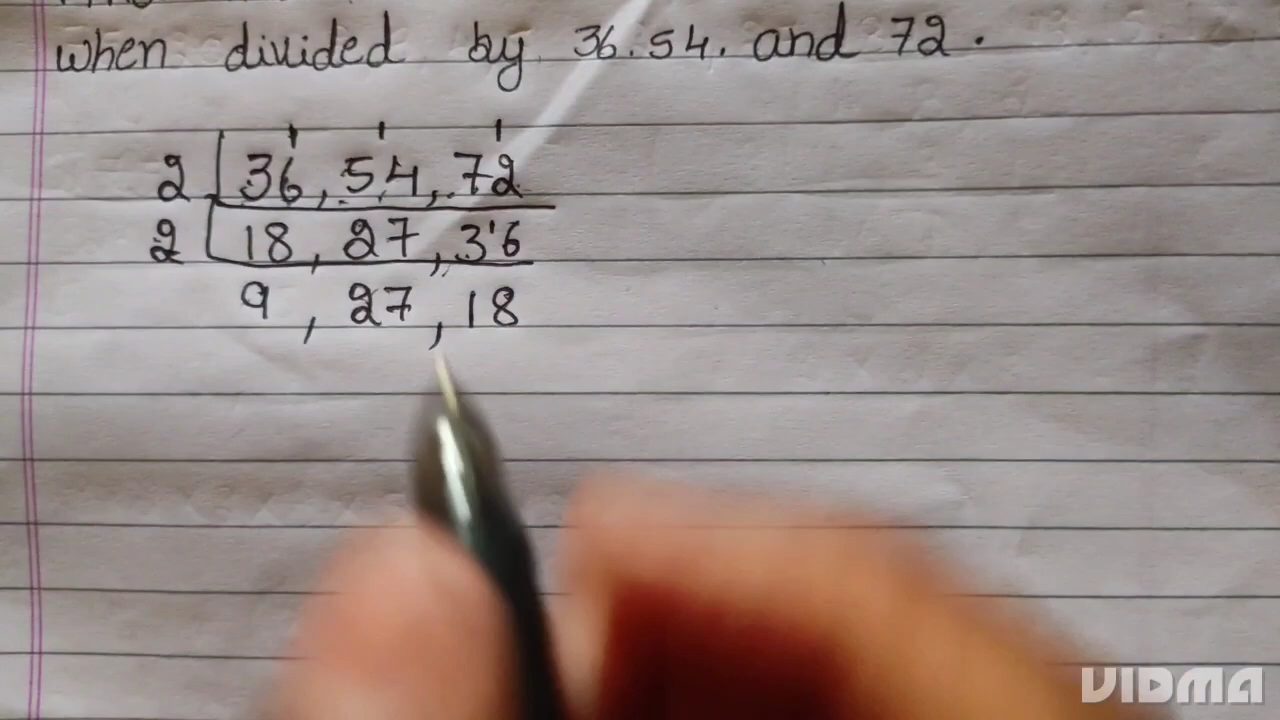 when divided by 36. 54. and 72.
2 36, 54, 72
2 18, 27, 36
9, 27, 18
VIDMA